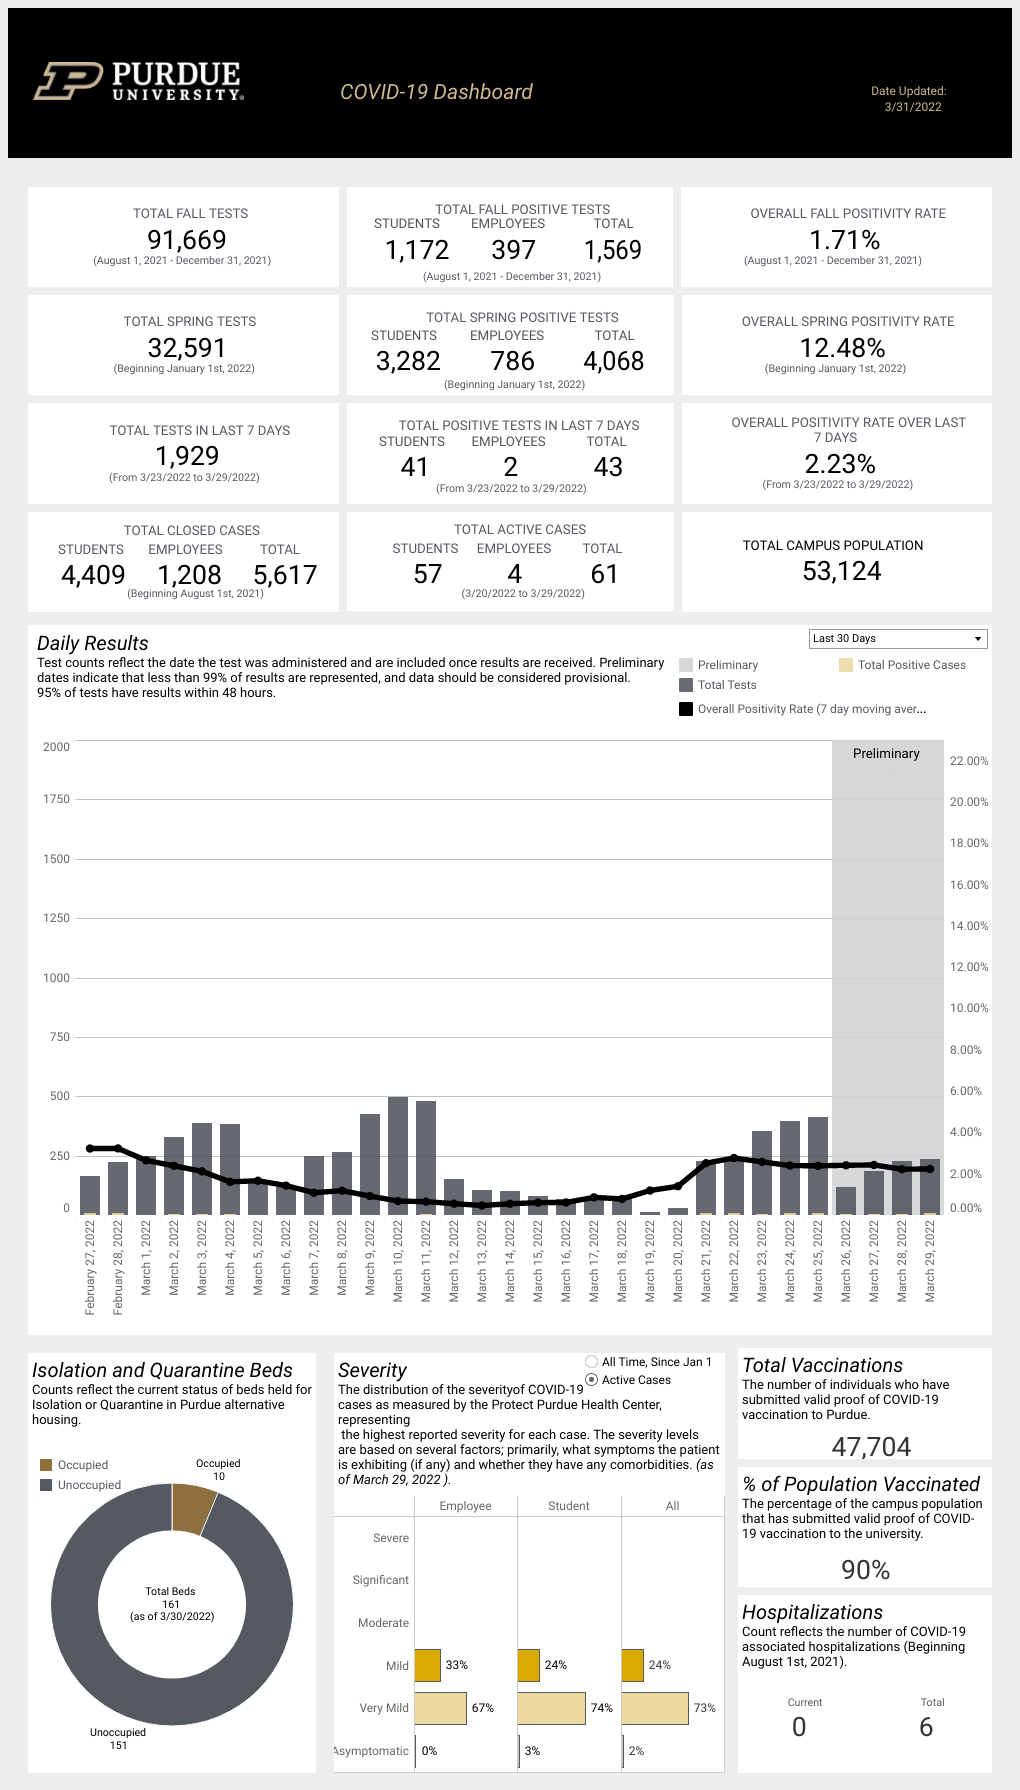 PURDUE
UNIVERSITY®
COVID-19 Dashboard
Date Updated:
3/31/2022
TOTAL FALL TESTS
91,669
(August 1, 2021 - December 31, 2021)
TOTAL FALL POSITIVE TESTS
STUDENTS EMPLOYEES TOTAL
1,172 397 1,569
(August 1, 2021 - December 31, 2021)
OVERALL FALL POSITIVITY RATE
1.71%
(August 1, 2021 - December 31, 2021)
TOTAL SPRING TESTS
32,591
(Beginning January 1st, 2022)
TOTAL SPRING POSITIVE TESTS
STUDENTS EMPLOYEES TOTAL
3,282 786 4,068
(Beginning January 1st, 2022)
OVERALL SPRING POSITIVITY RATE
12.48%
(Beginning January 1st, 2022)
TOTAL TESTS IN LAST 7 DAYS
1,929
(From 3/23/2022 to 3/29/2022)
TOTAL POSITIVE TESTS IN LAST 7 DAYS
STUDENTS EMPLOYEES TOTAL
41 2 43
(From 3/23/2022 to 3/29/2022)
OVERALL POSITIVITY RATE OVER LAST
7 DAYS
2.23%
(From 3/23/2022 to 3/29/2022)
TOTAL CLOSED CASES
STUDENTS EMPLOYEES TOTAL
4,409 1,208 5,617
(Beginning August 1st, 2021)
TOTAL ACTIVE CASES
STUDENTS EMPLOYEES TOTAL
57 4 61
(3/20/2022 to 3/29/2022)
TOTAL CAMPUS POPULATION
53,124
Daily Results
Test counts reflect the date the test was administered and are included once results are received. Preliminary
dates indicate that less than 99% of results are represented, and data should be considered provisional.
95% of tests have results within 48 hours.
Last 30 Days
Preliminary
Total Positive Cases
Total Tests
Overall Positivity Rate (7 day moving aver...
2000
1750
1500
1250
1000
750
500
250
0
Preliminary
22.00%
20.00%
18.00%
16.00%
14.00%
12.00%
10.00%
8.00%
6.00%
4.00%
2.00%
0.00%
February 27, 2022
February 28, 2022
March 1, 2022
March 2, 2022
March 3, 2022
March 4, 2022
March 5, 2022
March 6, 2022
March 7, 2022
March 8, 2022
March 9, 2022
March 10, 2022
March 11, 2022
March 12, 2022
March 13, 2022
March 14, 2022
March 15, 2022
March 16, 2022
March 17, 2022
March 18, 2022
March 19, 2022
March 20, 2022
March 21, 2022
March 22, 2022
March 23, 2022
March 24, 2022
March 25, 2022
March 26, 2022
March 27, 2022
March 28, 2022
March 29, 2022
Isolation and Quarantine Beds
Counts reflect the current status of beds held for
Isolation or Quarantine in Purdue alternative
housing.
Occupied
Unoccupied
Occupied
10
Total Beds
161
(as of 3/30/2022)
Unoccupied
151
Severity
All Time, Since Jan 1
Active Cases
The distribution of the severityof COVID-19
cases as measured by the Protect Purdue Health Center,
representing
the highest reported severity for each case. The severity levels
are based on several factors; primarily, what symptoms the patient
is exhibiting (if any) and whether they have any comorbidities. (as
of March 29, 2022 ).
Employee Student All
Severe
Significant
Moderate
Mild 33% 24% 24%
Very Mild 67% 74% 73%
Asymptomatic 0% 3% 2%
Total Vaccinations
The number of individuals who have
submitted valid proof of COVID-19
vaccination to Purdue.
47,704
% of Population Vaccinated
The percentage of the campus population
that has submitted valid proof of COVID-
19 vaccination to the university.
90%
Hospitalizations
Count reflects the number of COVID-19
associated hospitalizations (Beginning
August 1st, 2021).
Current Total
0 6